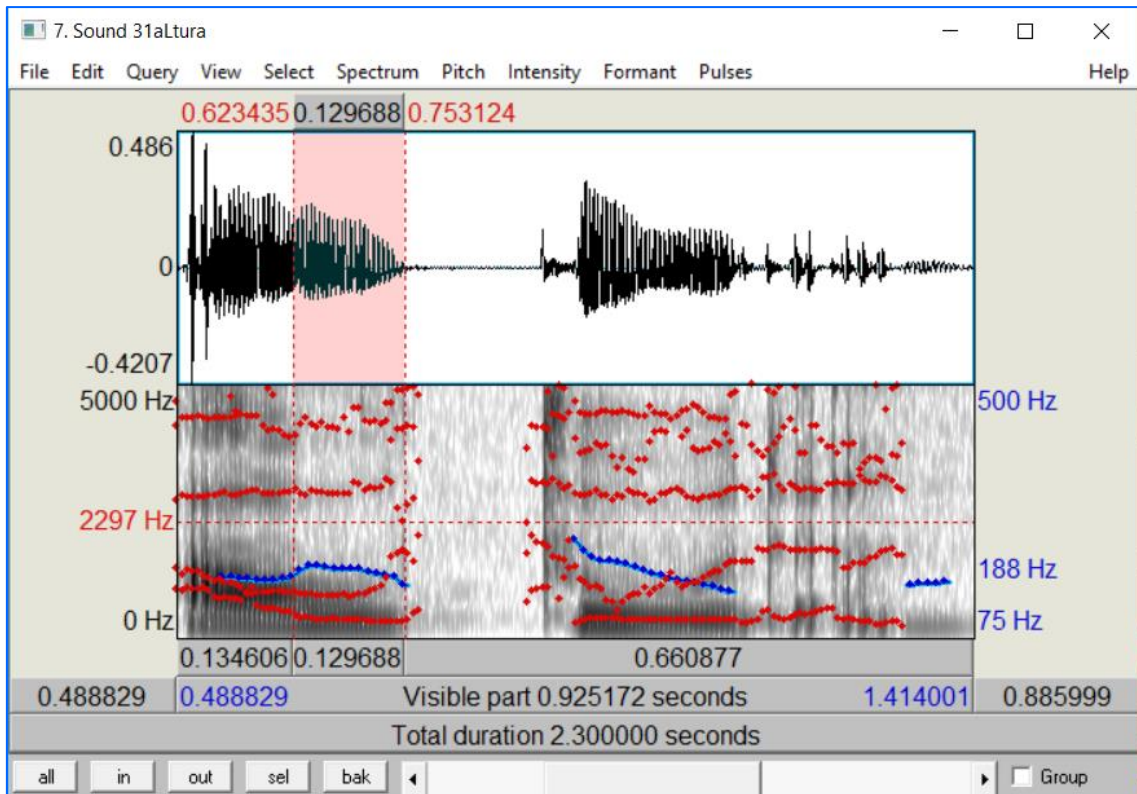 7. Sound 31aLtura
File Edit Query View Select Spectrum Pitch Intensity Formant Pulses Help
0.623435 0.129688 0.753124
0.486
0
-0.4207
5000 Hz 500 Hz
2297 Hz
188 Hz
0 Hz 75 Hz
0.134606 0.129688 0.660877
0.488829 0.488829 Visible part 0.925172 seconds 1.414001 0.885999
Total duration 2.300000 seconds
all in out sel bak Group